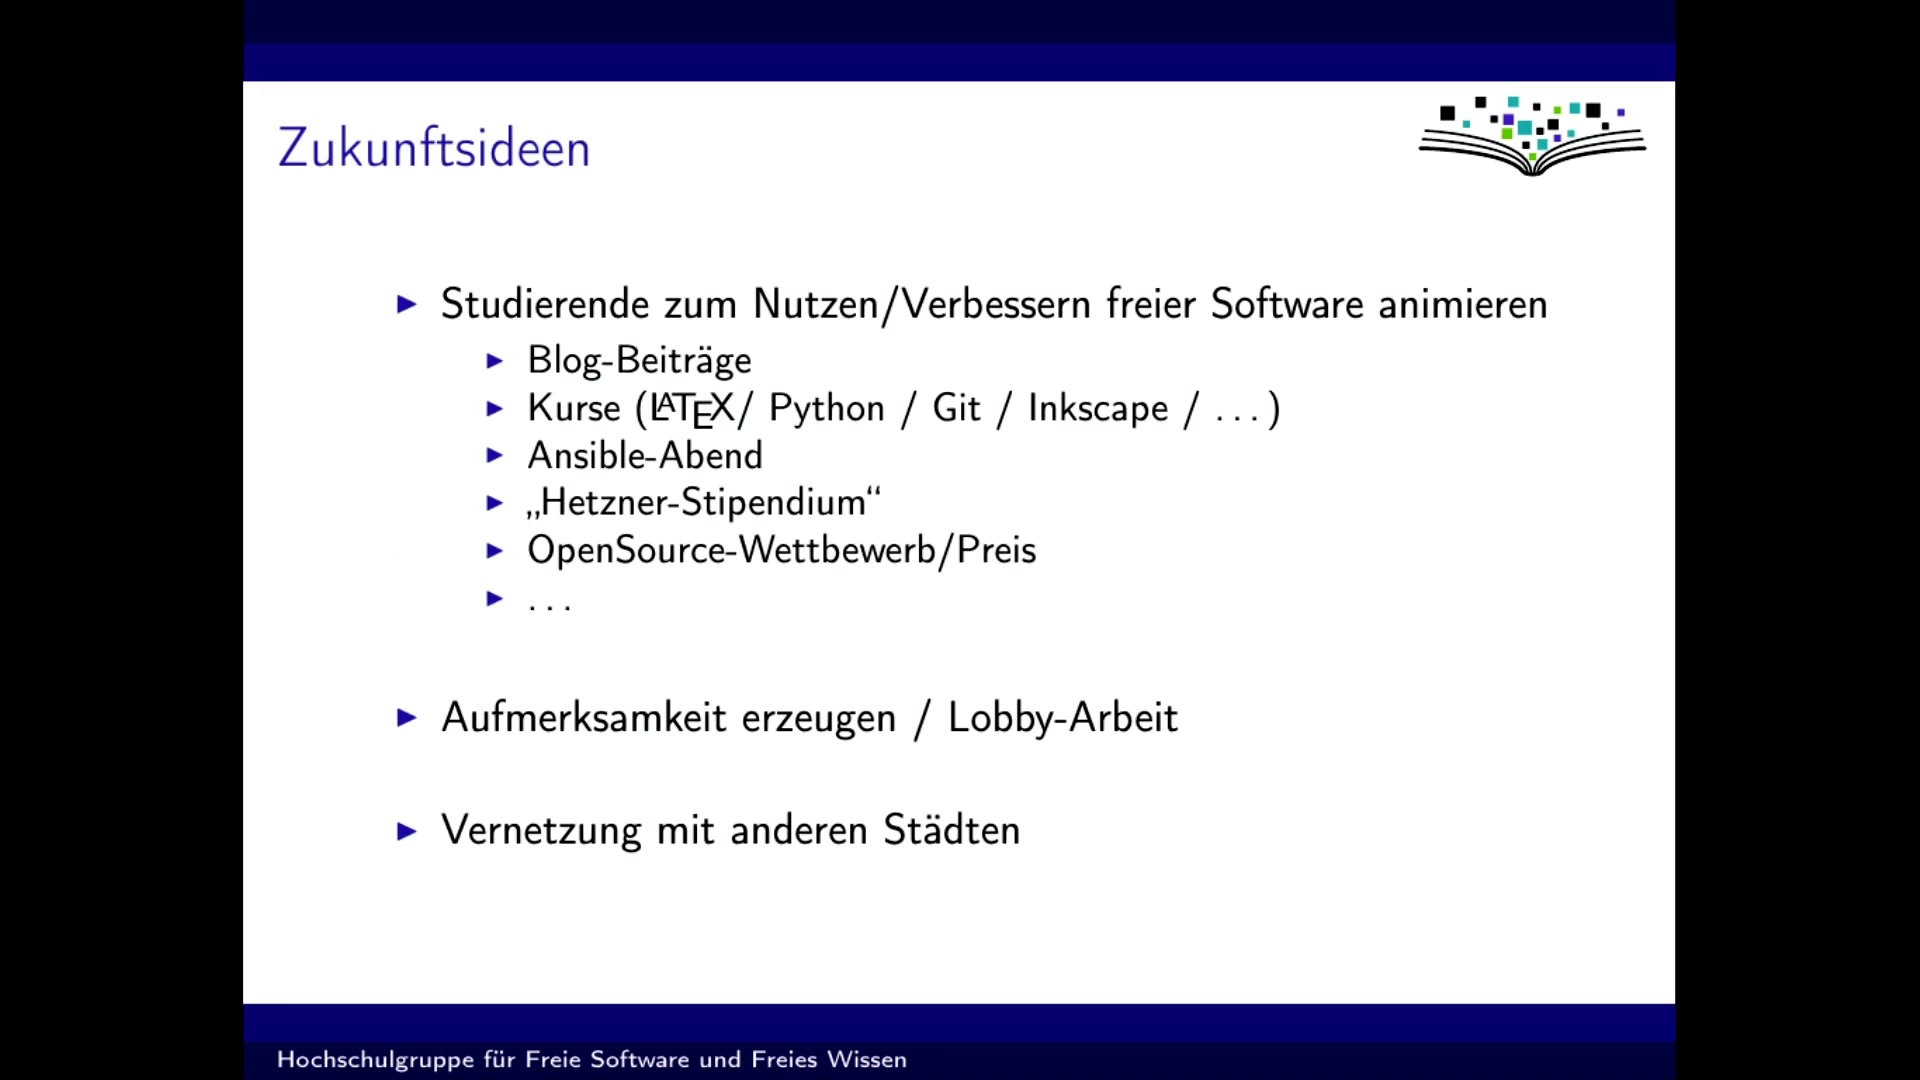 Zukunftsideen
Studierende zum Nutzen/Verbessern freier Software animieren
Blog-Beiträge
Kurse (LATEX/ Python / Git / Inkscape / . . . )
Ansible-Abend
„Hetzner-Stipendium“
OpenSource-Wettbewerb/Preis
. . .
Aufmerksamkeit erzeugen / Lobby-Arbeit
Vernetzung mit anderen Städten
Hochschulgruppe für Freie Software und Freies Wissen